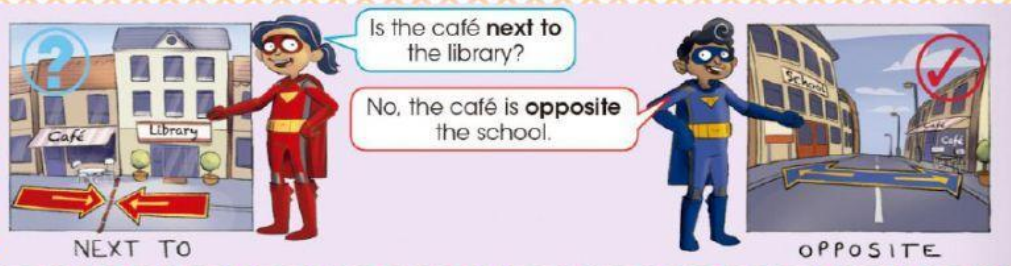 ?
Is the café next to
the library?
No, the café is opposite
the school.
Café
Library
School
Café
NEXT TO
OPPOSITE